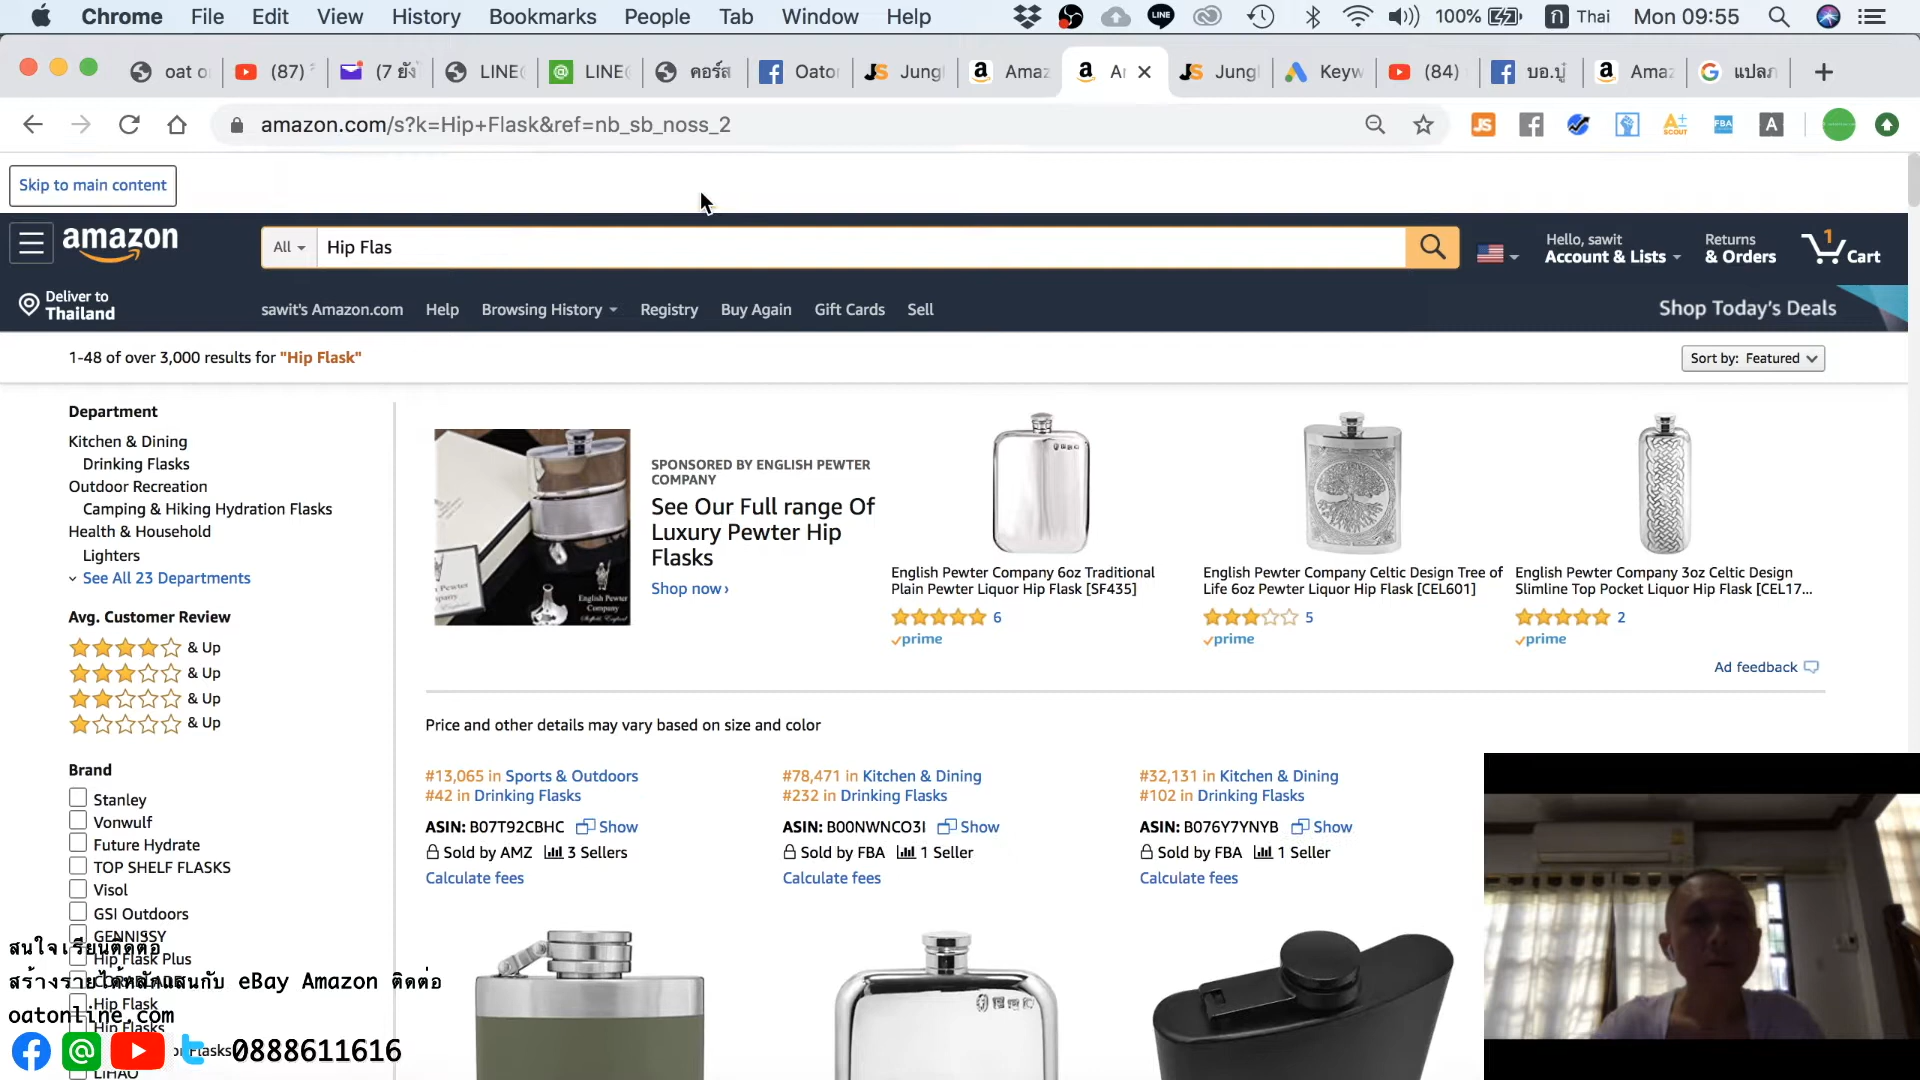 Chrome File Edit View History Bookmarks People Tab Window Help LINE 100% ก Thai Mon 09:55
oat o (87) (7 ยัง LINE LINE คอร์ส Oato Jung Amaz A Jung Keyw (84) บอ.บู๋ Amaz แปลภ
amazon.com/s?k=Hip+Flask&ref=nb_sb_noss_2
Skip to main content
amazon All Hip Flas Hello, sawit Account & Lists Returns & Orders 1 Cart
Deliver to Thailand sawit's Amazon.com Help Browsing History Registry Buy Again Gift Cards Sell Shop Today's Deals
1-48 of over 3,000 results for "Hip Flask" Sort by: Featured
Department
Kitchen & Dining
Drinking Flasks
Outdoor Recreation
Camping & Hiking Hydration Flasks
Health & Household
Lighters
See All 23 Departments
Avg. Customer Review
& Up
& Up
& Up
& Up
Brand
Stanley
Vonwulf
Future Hydrate
TOP SHELF FLASKS
Visol
GSI Outdoors
GENNISSY
Hip Flask Plus
Hip Flask
Hip Flasks
LIHAO
SPONSORED BY ENGLISH PEWTER
COMPANY
See Our Full range Of
Luxury Pewter Hip
Flasks
Shop now ›
English Pewter Company 6oz Traditional
Plain Pewter Liquor Hip Flask [SF435]
6
prime
English Pewter Company Celtic Design Tree of
Life 6oz Pewter Liquor Hip Flask [CEL601]
5
prime
English Pewter Company 3oz Celtic Design
Slimline Top Pocket Liquor Hip Flask [CEL17...
2
prime
Ad feedback
Price and other details may vary based on size and color
#13,065 in Sports & Outdoors
#42 in Drinking Flasks
ASIN: B07T92CBHC Show
Sold by AMZ 3 Sellers
Calculate fees
#78,471 in Kitchen & Dining
#232 in Drinking Flasks
ASIN: B00NWNCO3I Show
Sold by FBA 1 Seller
Calculate fees
#32,131 in Kitchen & Dining
#102 in Drinking Flasks
ASIN: B076Y7YNYB Show
Sold by FBA 1 Seller
Calculate fees
สนใจเรียนติดต่อ
สร้างรายได้หลักแสนกับ eBay Amazon ติดต่อ
oatonline.com
0888611616